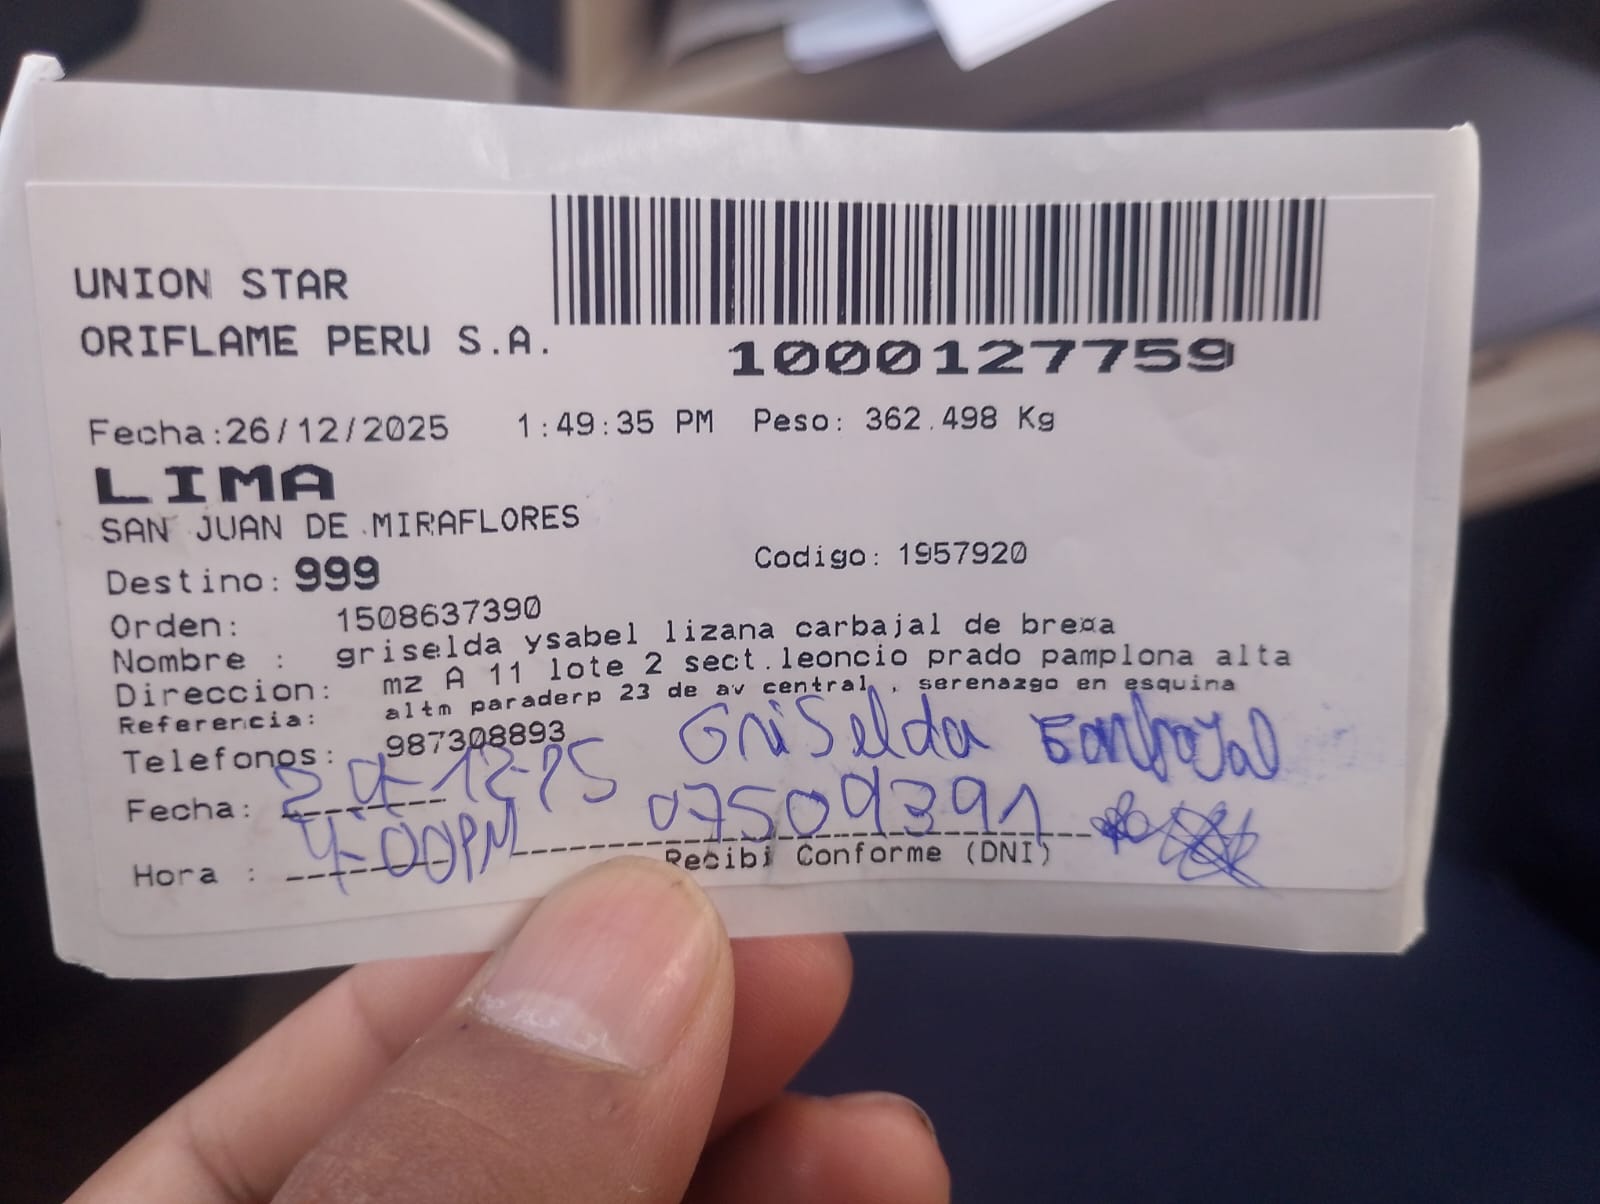 UNION STAR
ORIFLAME PERU S.A.
1000127759
Fecha:26/12/2025 1:49:35 PM Peso: 362.498 Kg
LIMA
SAN JUAN DE MIRAFLORES
Destino: 999 Codigo: 1957920
Orden: 1508637390
Nombre : griselda ysabel lizana carbajal de brexa
Direccion: mz A 11 lote 2 sect.leoncio prado pamplona alta
Referencia: altm paraderp 23 de av central , serenazgo en esquina
Telefonos: 987308893
GriSelda Carbajal
Fecha: 29-12-25 07509391
Hora : 4:00PM
Recibi Conforme (DNI)